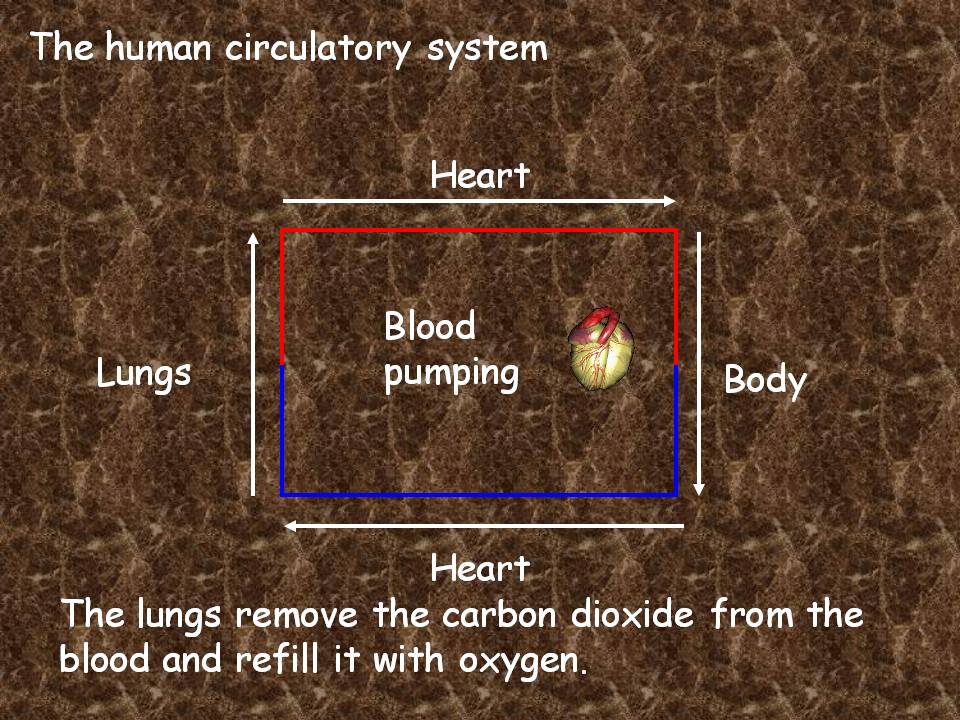 The human circulatory system
Heart
Blood
pumping
Lungs
Body
Heart
The lungs remove the carbon dioxide from the
blood and refill it with oxygen.